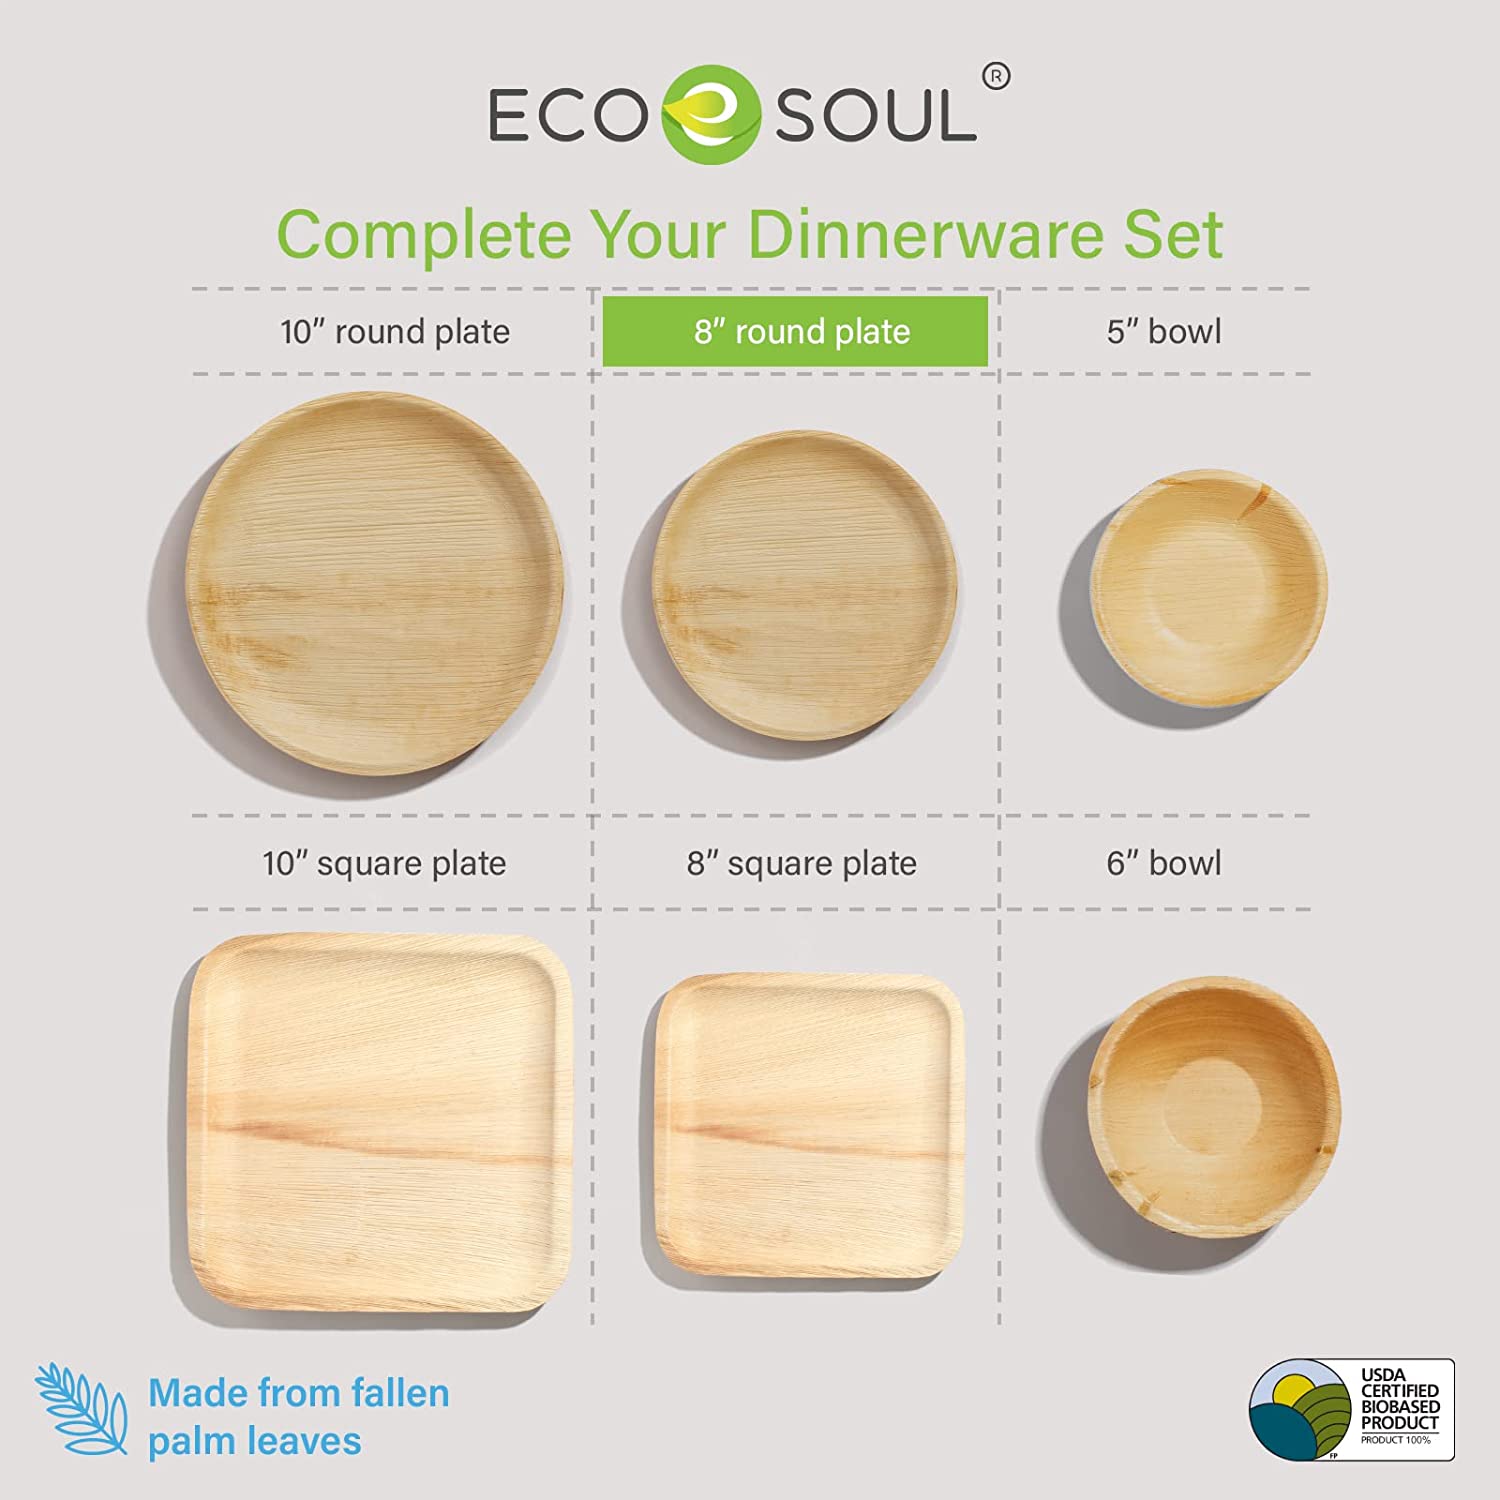 ECO SOUL ®
Complete Your Dinnerware Set
10” round plate
8” round plate
5” bowl
10” square plate
8” square plate
6” bowl
Made from fallen
palm leaves
USDA
CERTIFIED
BIOBASED
PRODUCT
PRODUCT 100%
FP